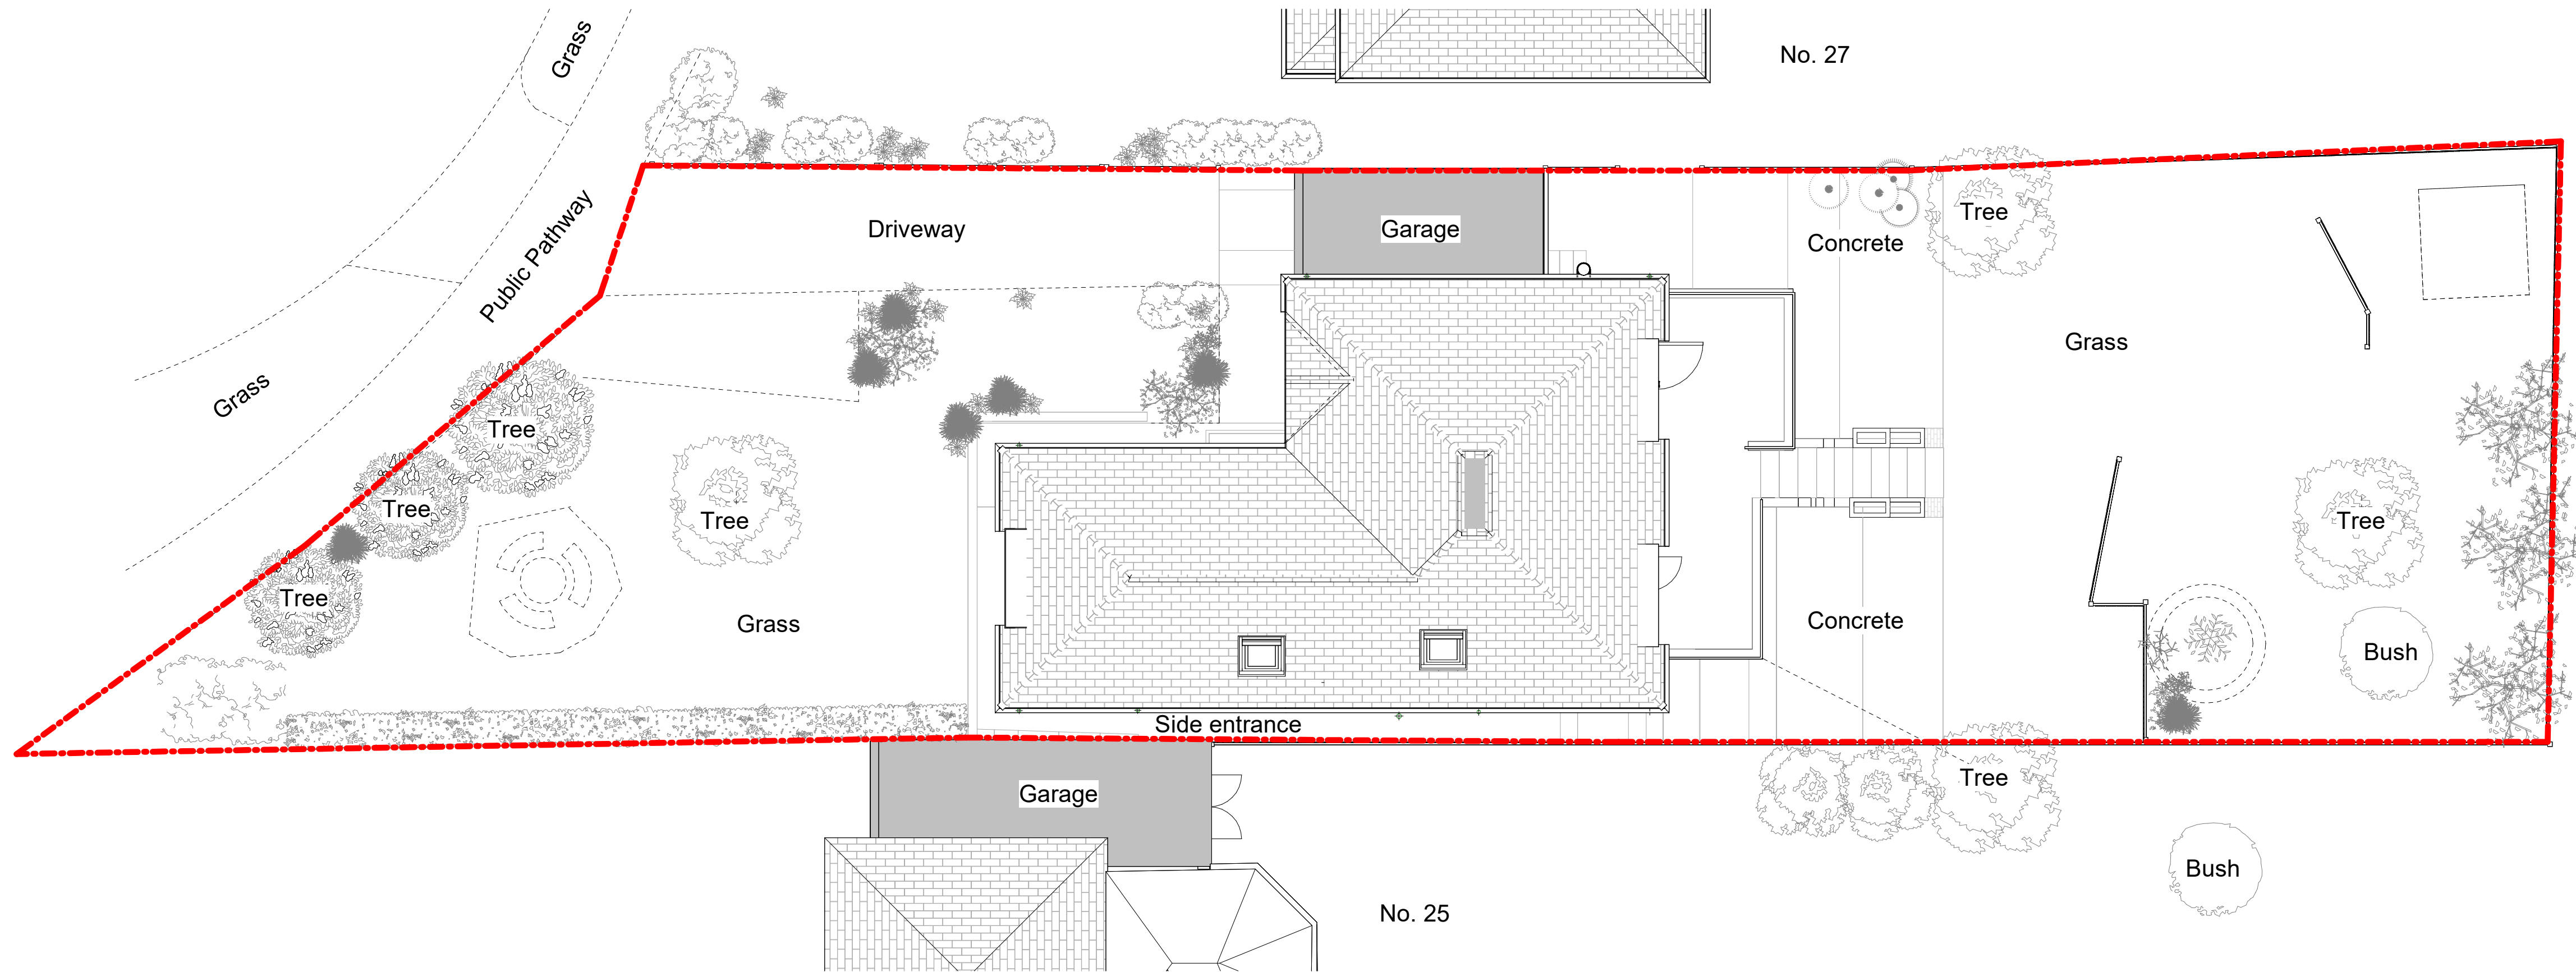 Grass
No. 27
Public Pathway
Driveway
Garage
Tree
Concrete
Grass
Grass
Tree
Tree
Tree
Tree
Tree
Grass
Concrete
Bush
Side entrance
Garage
Tree
Bush
No. 25